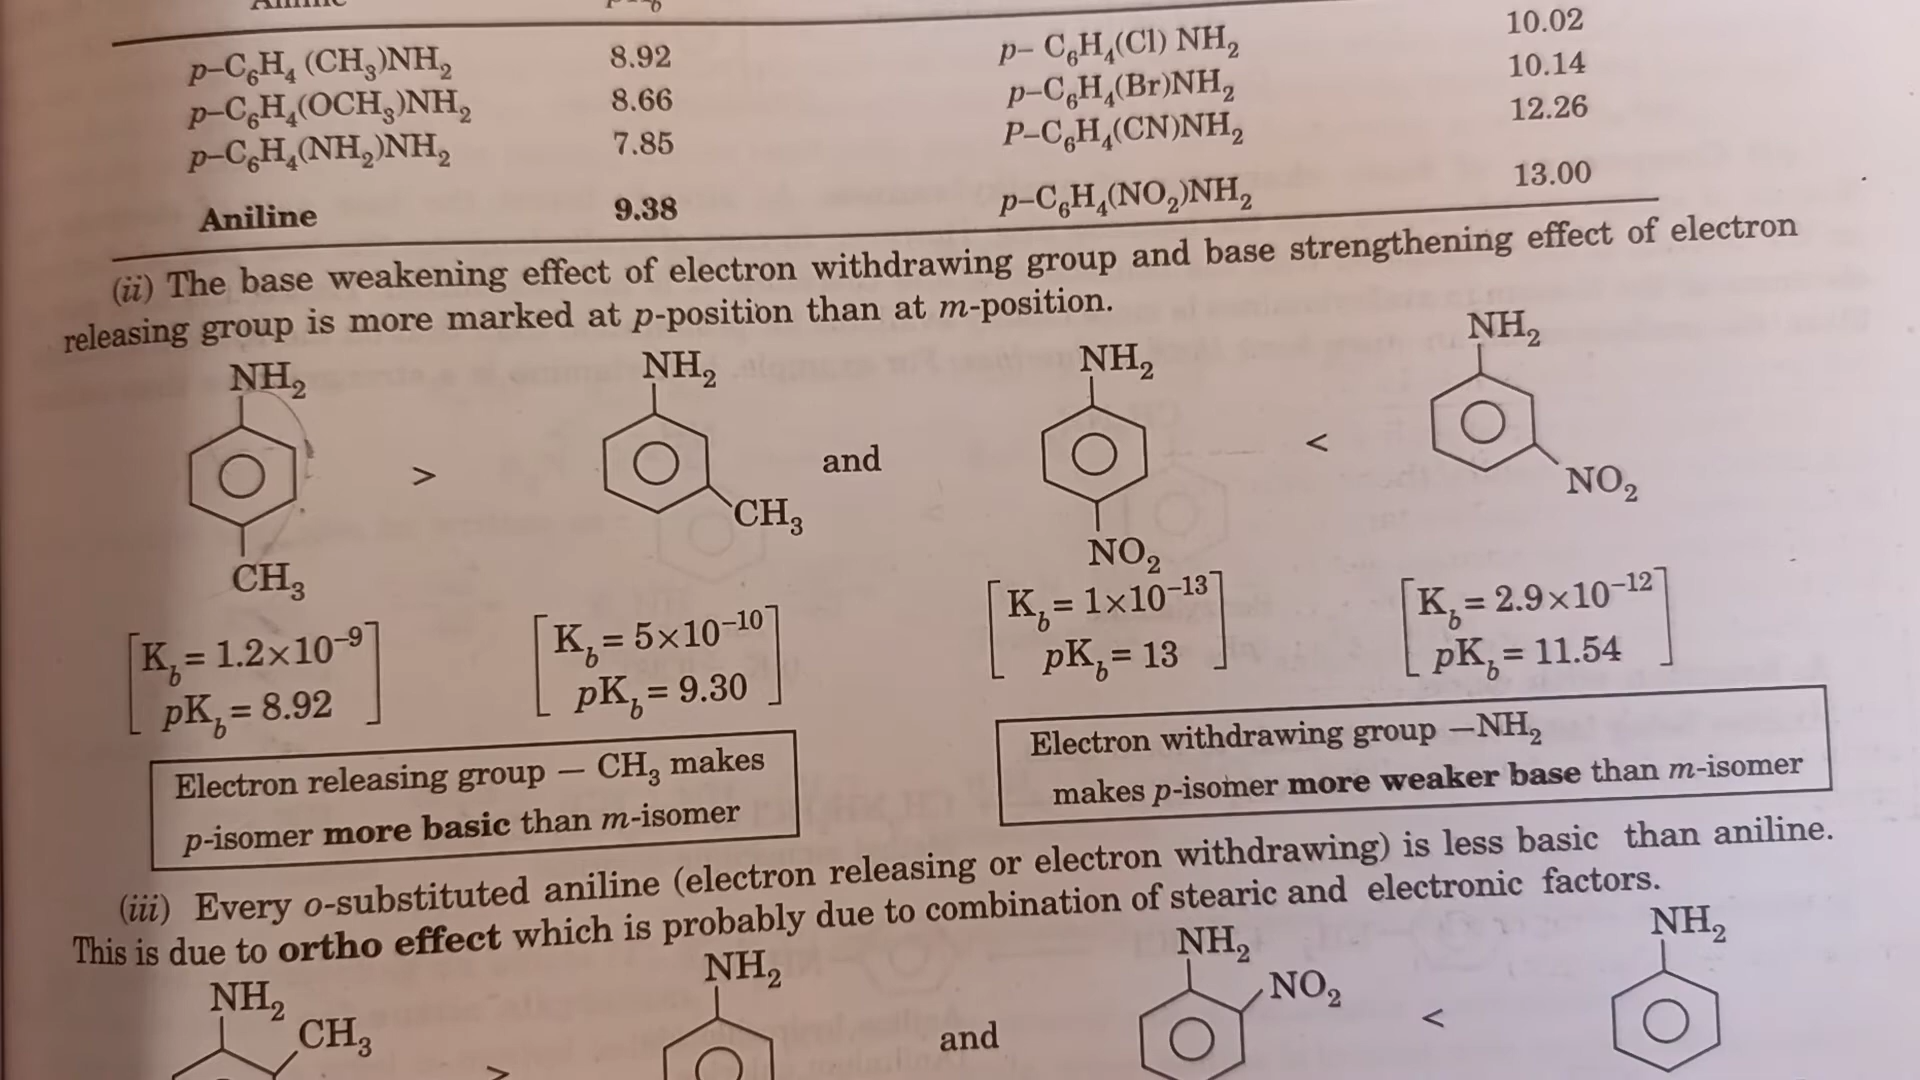 p–C₆H₄ (CH₃)NH₂ 8.92 p– C₆H₄(Cl) NH₂ 10.02
p–C₆H₄(OCH₃)NH₂ 8.66 p–C₆H₄(Br)NH₂ 10.14
p–C₆H₄(NH₂)NH₂ 7.85 P–C₆H₄(CN)NH₂ 12.26
Aniline 9.38 p–C₆H₄(NO₂)NH₂ 13.00
(ii) The base weakening effect of electron withdrawing group and base strengthening effect of electron
releasing group is more marked at p-position than at m-position.
NH₂ NH₂ NH₂ NH₂
> and <
CH₃ CH₃ NO₂ NO₂
[K_b = 1.2×10⁻⁹ [K_b = 5×10⁻¹⁰ [K_b = 1×10⁻¹³ [K_b = 2.9×10⁻¹²
pK_b = 8.92] pK_b = 9.30] pK_b = 13] pK_b = 11.54]
Electron releasing group — CH₃ makes
p-isomer more basic than m-isomer
Electron withdrawing group —NH₂
makes p-isomer more weaker base than m-isomer
(iii) Every o-substituted aniline (electron releasing or electron withdrawing) is less basic than aniline.
This is due to ortho effect which is probably due to combination of stearic and electronic factors.
NH₂ NH₂ NH₂ NH₂
CH₃ NO₂
> and <